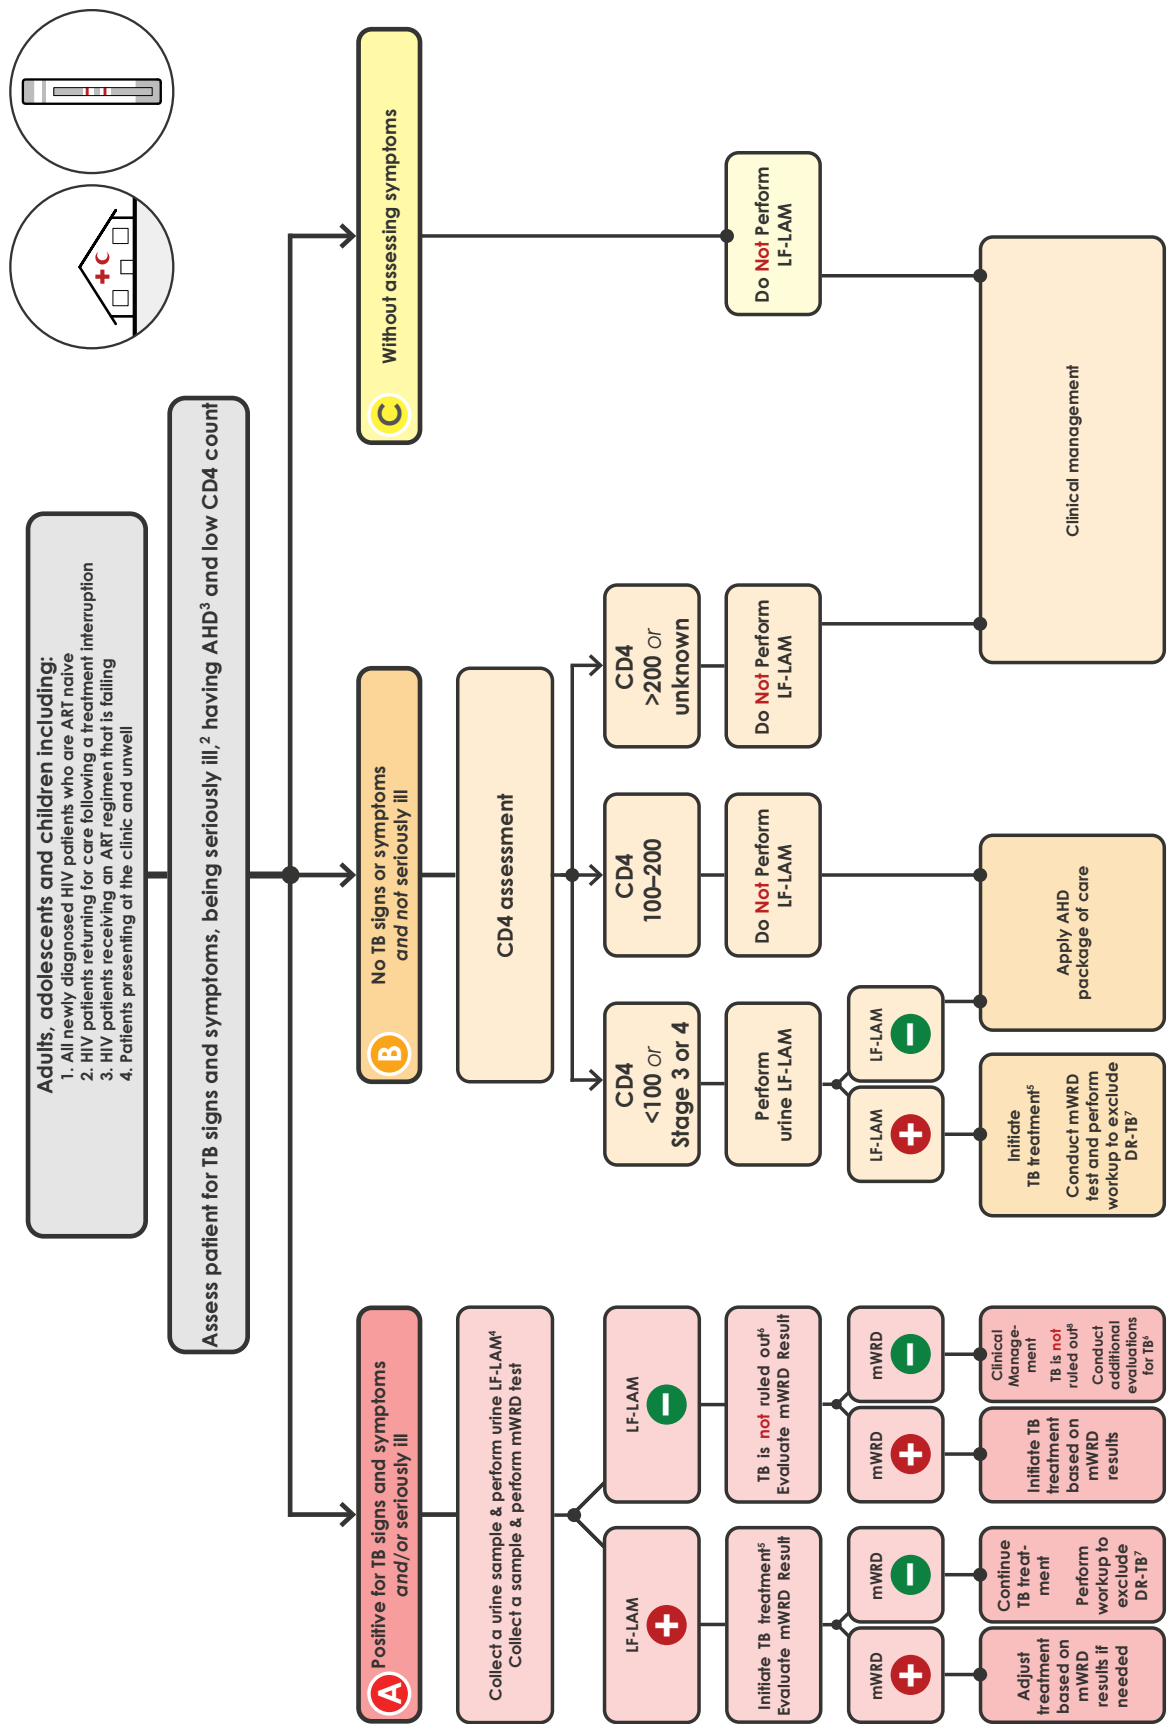 Adults, adolescents and children including:
1. All newly diagnosed HIV patients who are ART naive
2. HIV patients returning for care following a treatment interruption
3. HIV patients receiving an ART regimen that is failing
4. Patients presenting at the clinic and unwell
Assess patient for TB signs and symptoms, being seriously ill,² having AHD³ and low CD4 count
A
Positive for TB signs and symptoms
and/or seriously ill
Collect a urine sample & perform urine LF-LAM⁴
Collect a sample & perform mWRD test
LF-LAM
+
Initiate TB treatment⁵
Evaluate mWRD Result
mWRD
+
Adjust
treatment
based on
mWRD
results if
needed
mWRD
−
Continue
TB treat-
ment
Perform
workup to
exclude
DR-TB⁷
LF-LAM
−
TB is not ruled out⁶
Evaluate mWRD Result
mWRD
+
Initiate TB
treatment
based on
mWRD
results
mWRD
−
Clinical
Manage-
ment
TB is not
ruled out⁸
Conduct
additional
evaluations
for TB⁶
B
No TB signs or symptoms
and not seriously ill
CD4 assessment
CD4
<100 or
Stage 3 or 4
Perform
urine LF-LAM
LF-LAM
+
Initiate
TB treatment⁵
Conduct mWRD
test and perform
workup to exclude
DR-TB⁷
LF-LAM
−
CD4
100–200
Do Not Perform
LF-LAM
Apply AHD
package of care
CD4
>200 or
unknown
Do Not Perform
LF-LAM
C
Without assessing symptoms
Do Not Perform
LF-LAM
Clinical management